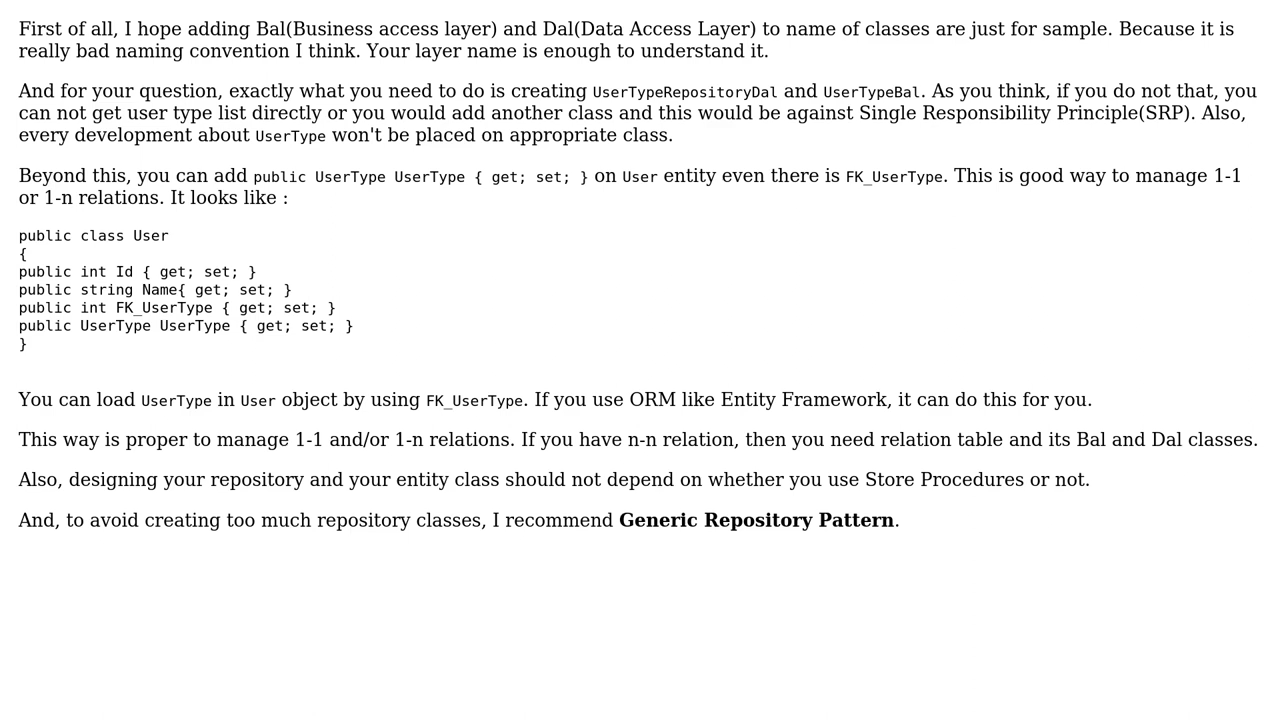 First of all, I hope adding Bal(Business access layer) and Dal(Data Access Layer) to name of classes are just for sample. Because it is
really bad naming convention I think. Your layer name is enough to understand it.
And for your question, exactly what you need to do is creating UserTypeRepositoryDal and UserTypeBal. As you think, if you do not that, you
can not get user type list directly or you would add another class and this would be against Single Responsibility Principle(SRP). Also,
every development about UserType won't be placed on appropriate class.
Beyond this, you can add public UserType UserType { get; set; } on User entity even there is FK_UserType. This is good way to manage 1-1
or 1-n relations. It looks like :
public class User
{
public int Id { get; set; }
public string Name{ get; set; }
public int FK_UserType { get; set; }
public UserType UserType { get; set; }
}
You can load UserType in User object by using FK_UserType. If you use ORM like Entity Framework, it can do this for you.
This way is proper to manage 1-1 and/or 1-n relations. If you have n-n relation, then you need relation table and its Bal and Dal classes.
Also, designing your repository and your entity class should not depend on whether you use Store Procedures or not.
And, to avoid creating too much repository classes, I recommend Generic Repository Pattern.